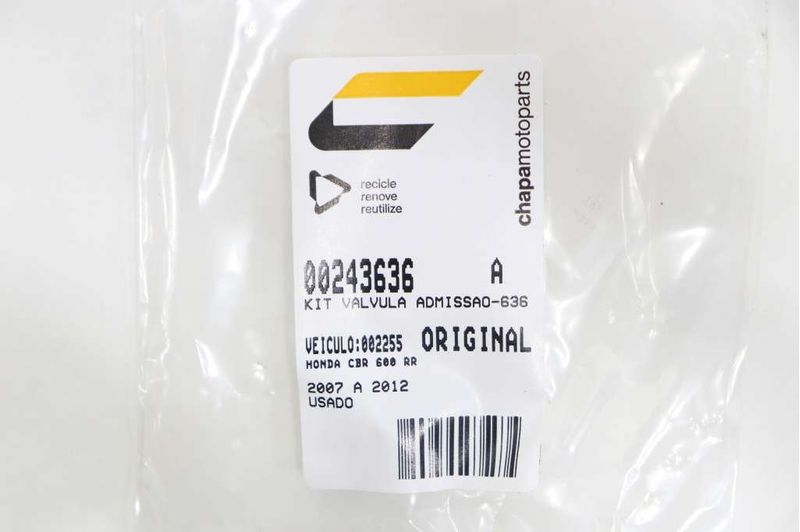 chapamotoparts
recicle
renove
reutilize
00243636 A
KIT VALVULA ADMISSAO-636
VEICULO:002255 ORIGINAL
HONDA CBR 600 RR
2007 A 2012
USADO